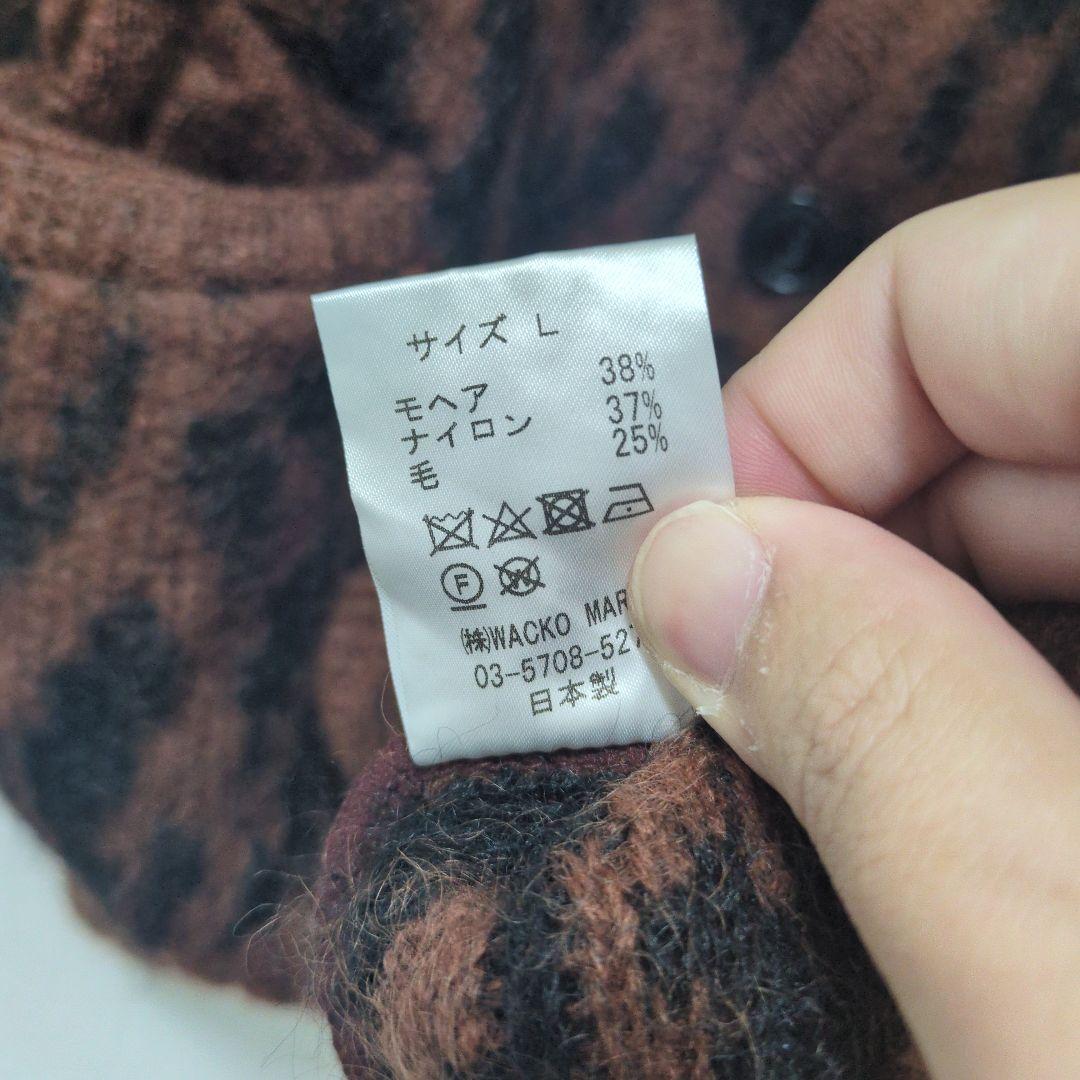 サイズ L
モヘア 38%
ナイロン 37%
毛 25%
F W
㈱WACKO MAR
03-5708-527
日本製